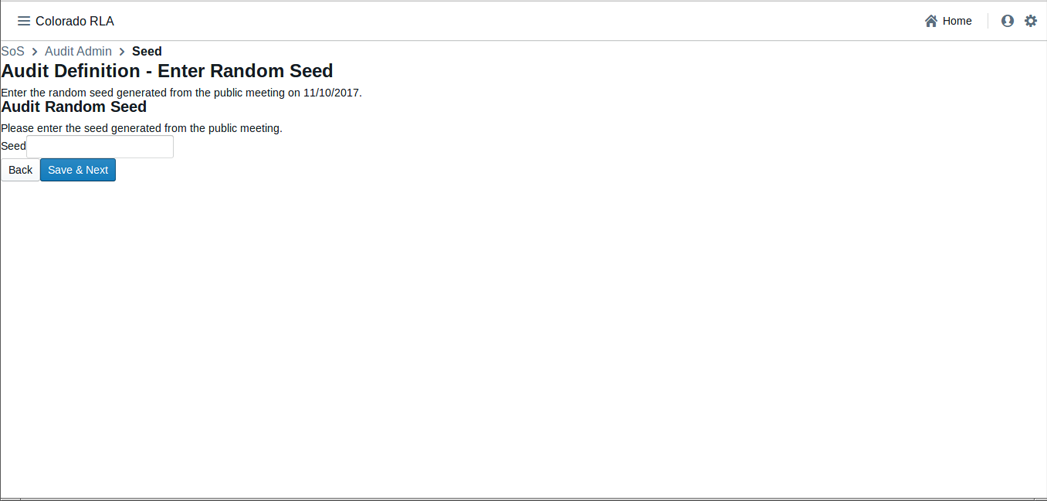 Colorado RLA Home
SoS > Audit Admin > Seed
Audit Definition - Enter Random Seed
Enter the random seed generated from the public meeting on 11/10/2017.
Audit Random Seed
Please enter the seed generated from the public meeting.
Seed
Back Save & Next